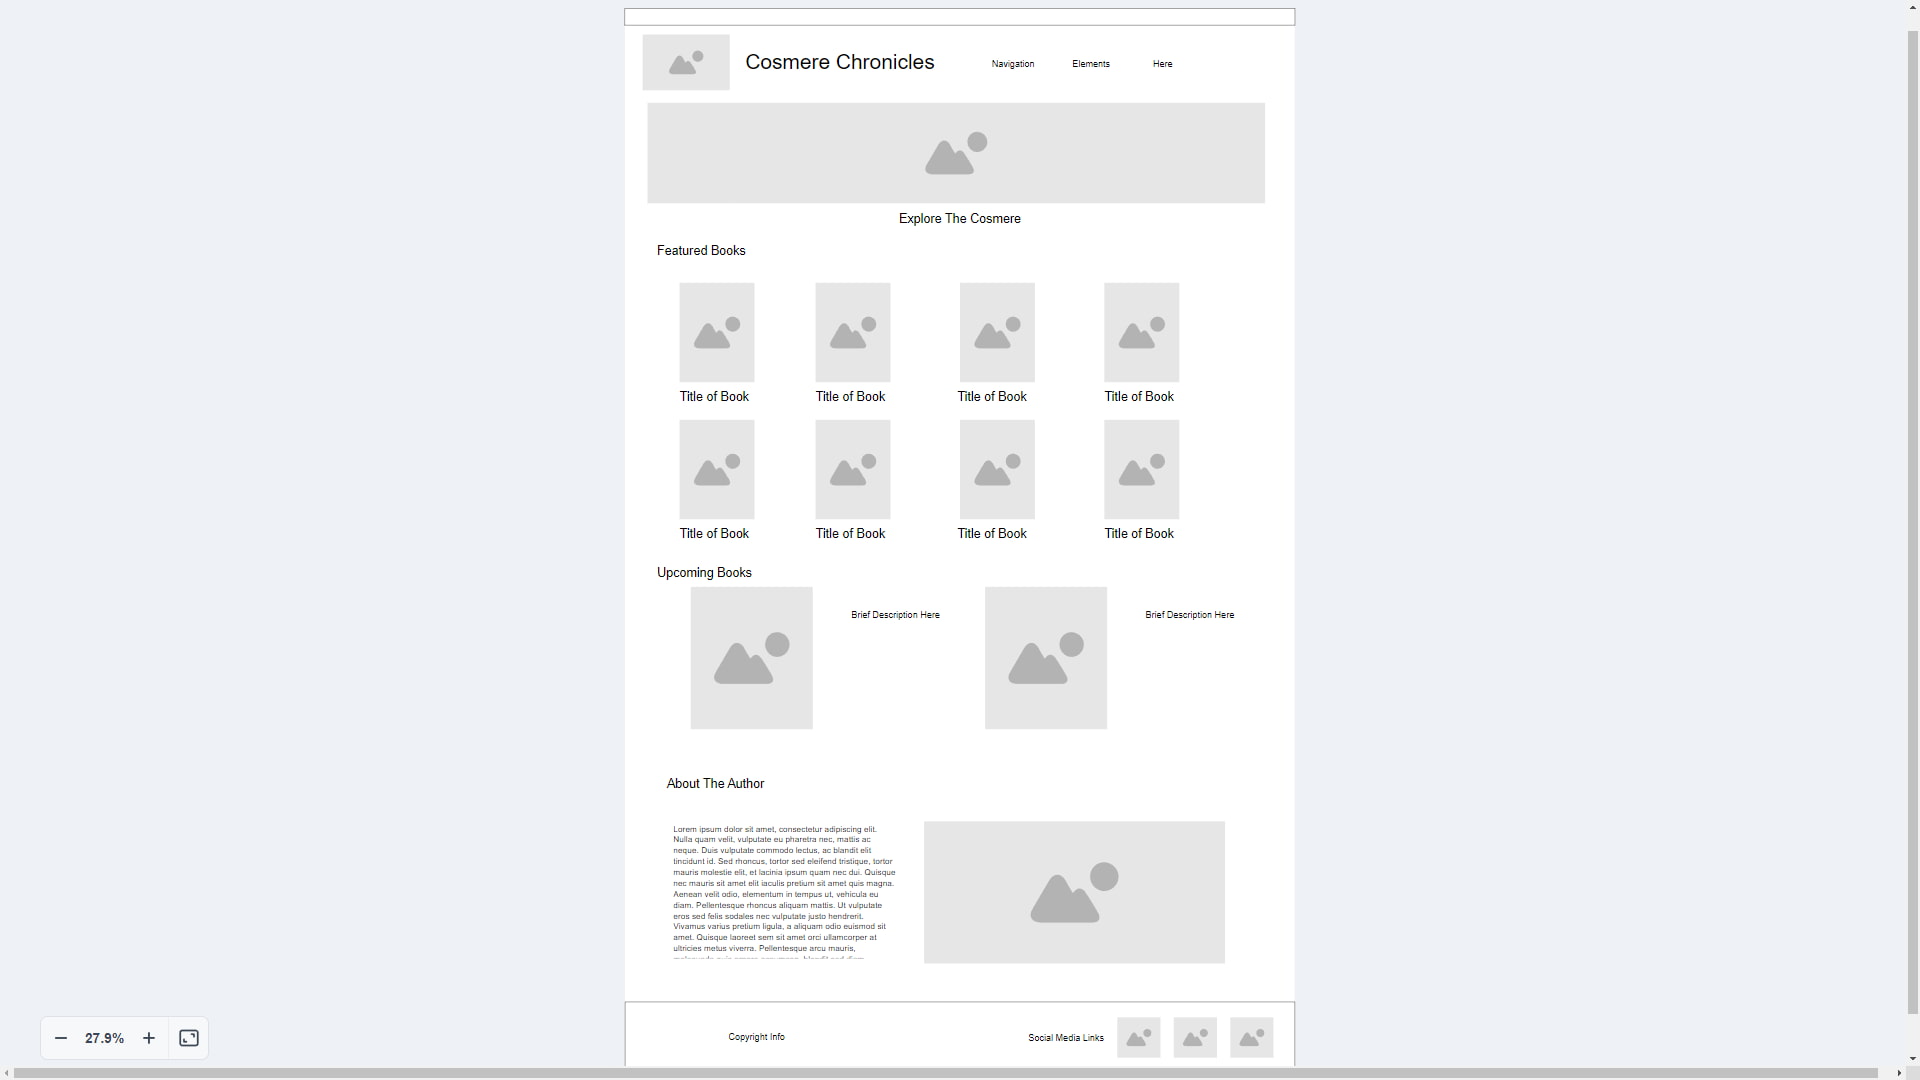 Cosmere Chronicles
Navigation
Elements
Here
Explore The Cosmere
Featured Books
Title of Book
Title of Book
Title of Book
Title of Book
Title of Book
Title of Book
Title of Book
Title of Book
Upcoming Books
Brief Description Here
Brief Description Here
About The Author
Lorem ipsum dolor sit amet, consectetur adipiscing elit.
Nulla quam velit, vulputate eu pharetra nec, mattis ac
neque. Duis vulputate commodo lectus, ac blandit elit
tincidunt id. Sed rhoncus, tortor sed eleifend tristique, tortor
mauris molestie elit, et lacinia ipsum quam nec dui. Quisque
nec mauris sit amet elit iaculis pretium sit amet quis magna.
Aenean velit odio, elementum in tempus ut, vehicula eu
diam. Pellentesque rhoncus aliquam mattis. Ut vulputate
eros sed felis sodales nec vulputate justo hendrerit.
Vivamus varius pretium ligula, a aliquam odio euismod sit
amet. Quisque laoreet sem sit amet orci ullamcorper at
ultricies metus viverra. Pellentesque arcu mauris,
Copyright Info
Social Media Links
27.9%